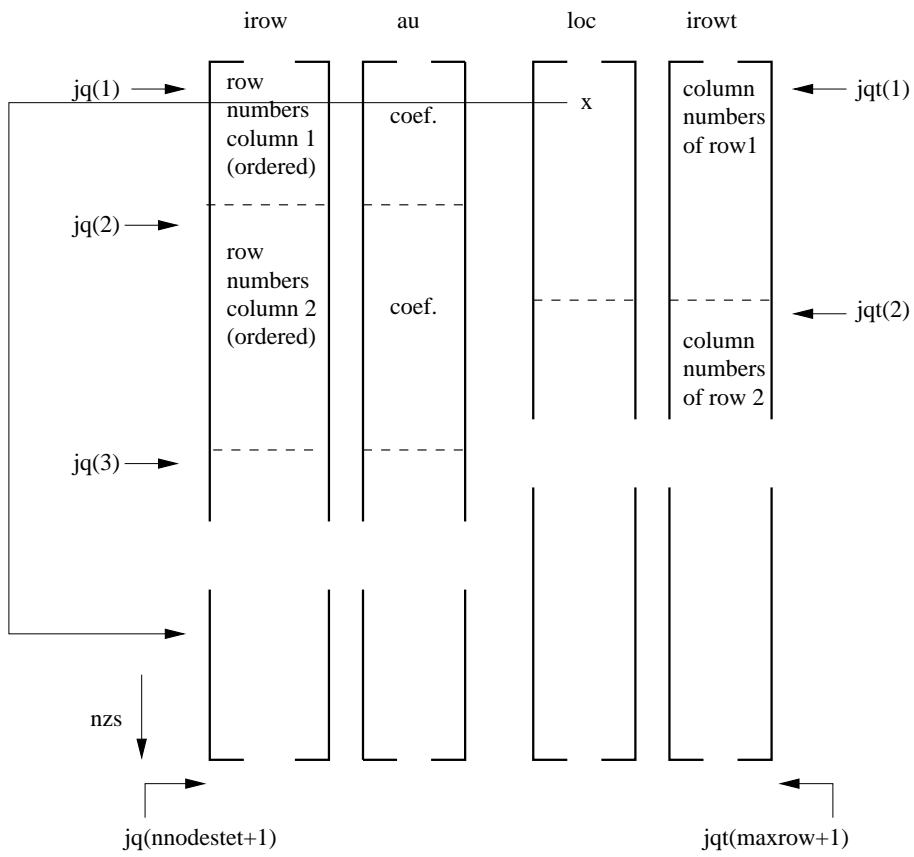 irow
au
loc
irowt
jq(1)
row
numbers
column 1
(ordered)
coef.
x
column
numbers
of row1
jqt(1)
jq(2)
row
numbers
column 2
(ordered)
coef.
column
numbers
of row 2
jqt(2)
jq(3)
nzs
jq(nnodestet+1)
jqt(maxrow+1)